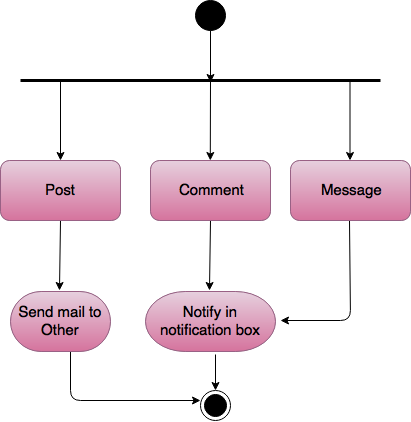 Post
Comment
Message
Send mail to
Other
Notify in
notification box